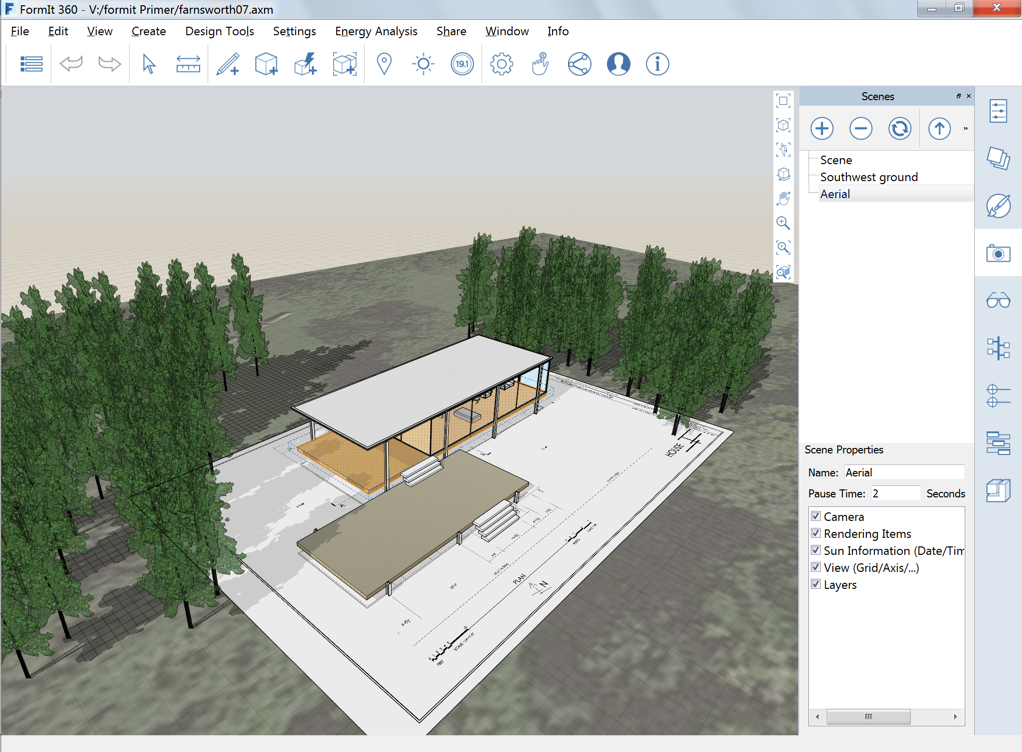 FormIt 360 - V:/formit Primer/farnsworth07.axm
File Edit View Create Design Tools Settings Energy Analysis Share Window Info
19.1
Scenes
»
Scene
Southwest ground
Aerial
HOUSE
PLAN
N
A
Scene Properties
Name: Aerial
Pause Time: 2 Seconds
Camera
Rendering Items
Sun Information (Date/Tim
View (Grid/Axis/...)
Layers